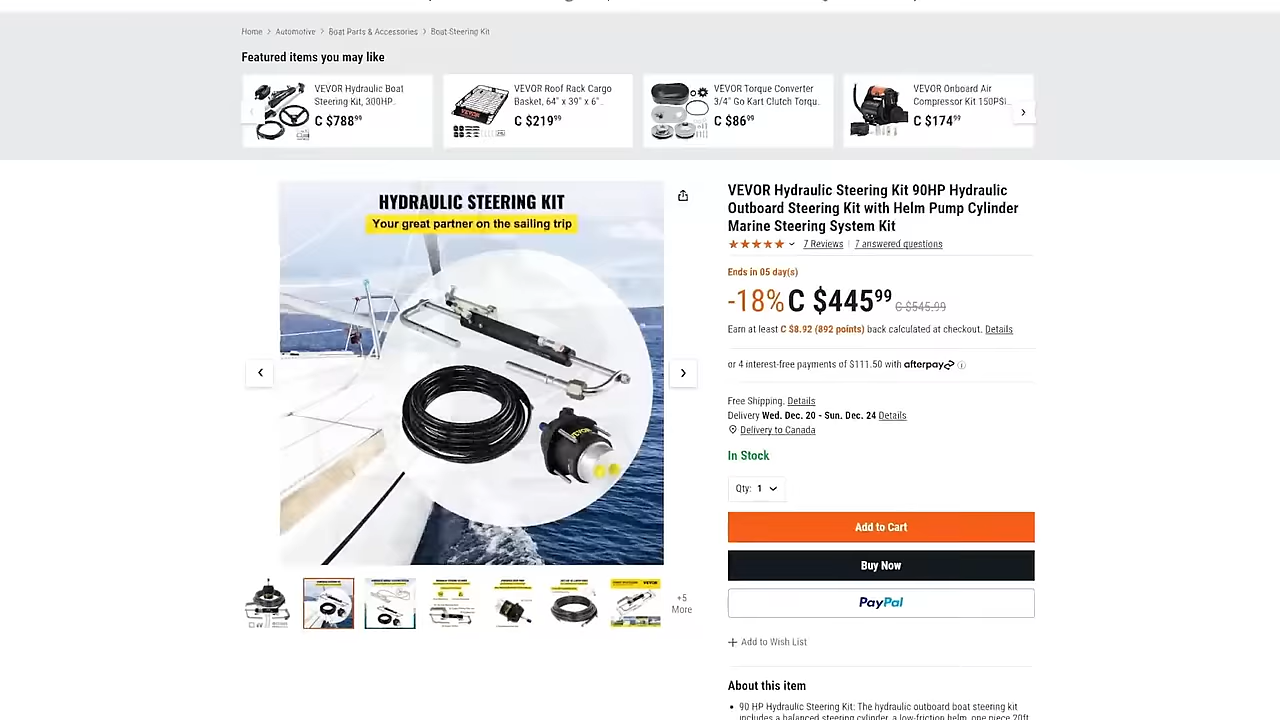 Home > Automotive > Boat Parts & Accessories > Boat Steering Kit
Featured items you may like
VEVOR Hydraulic Boat
Steering Kit, 300HP..
C $788⁹⁹
VEVOR Roof Rack Cargo
Basket, 64" x 39" x 6"..
C $219⁹⁹
VEVOR Torque Converter
3/4" Go Kart Clutch Torqu..
C $86⁹⁹
VEVOR Onboard Air
Compressor Kit 150PSI...
C $174⁹⁹
HYDRAULIC STEERING KIT
Your great partner on the sailing trip
VEVOR
+5
More
VEVOR Hydraulic Steering Kit 90HP Hydraulic
Outboard Steering Kit with Helm Pump Cylinder
Marine Steering System Kit
7 Reviews | 7 answered questions
Ends in 05 day(s)
-18% C $445⁹⁹ C $545.99
Earn at least C $8.92 (892 points) back calculated at checkout. Details
or 4 interest-free payments of $111.50 with afterpay
Free Shipping. Details
Delivery Wed. Dec. 20 - Sun. Dec. 24 Details
Delivery to Canada
In Stock
Qty: 1
Add to Cart
Buy Now
PayPal
+ Add to Wish List
About this item
• 90 HP Hydraulic Steering Kit: The hydraulic outboard boat steering kit
includes a balanced steering cylinder, a low-friction helm, one piece 20ft